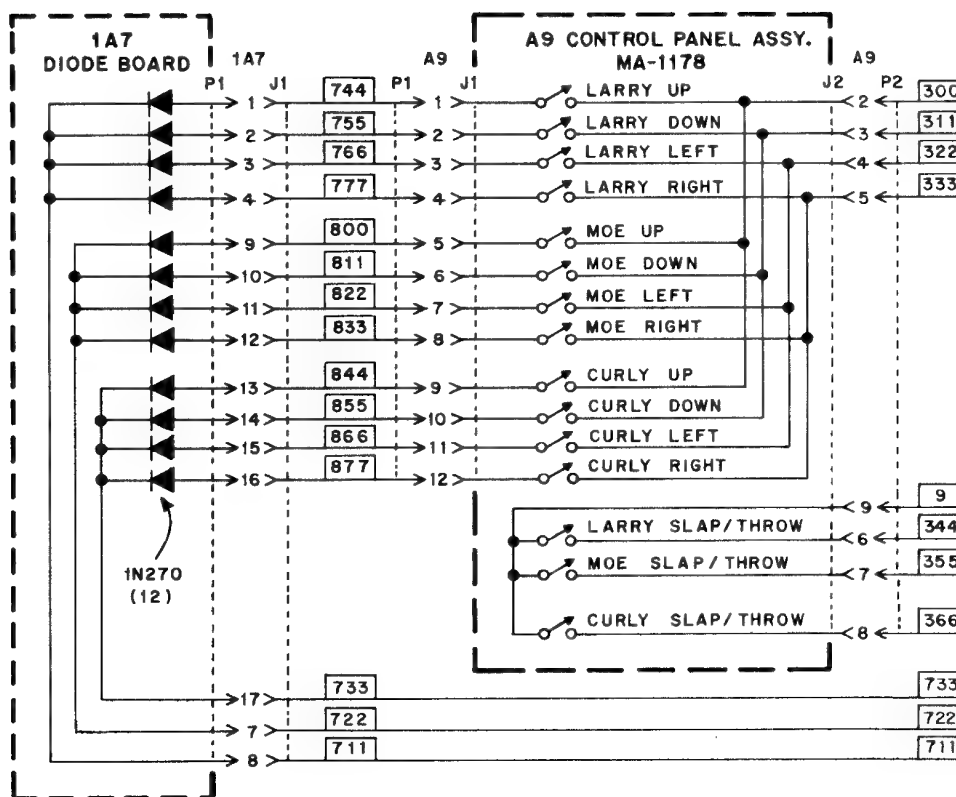 1A7
DIODE BOARD
1A7
A9
A9 CONTROL PANEL ASSY.
MA-1178
A9
P1 J1 P1 J1 J2 P2
1 744 1 LARRY UP 2 300
2 755 2 LARRY DOWN 3 311
3 766 3 LARRY LEFT 4 322
4 777 4 LARRY RIGHT 5 333
9 800 5 MOE UP
10 811 6 MOE DOWN
11 822 7 MOE LEFT
12 833 8 MOE RIGHT
13 844 9 CURLY UP
14 855 10 CURLY DOWN
15 866 11 CURLY LEFT
16 877 12 CURLY RIGHT
9 9
LARRY SLAP/THROW 6 344
1N270
(12)
MOE SLAP/THROW 7 355
CURLY SLAP/THROW 8 366
17 733 733
7 722 722
8 711 711